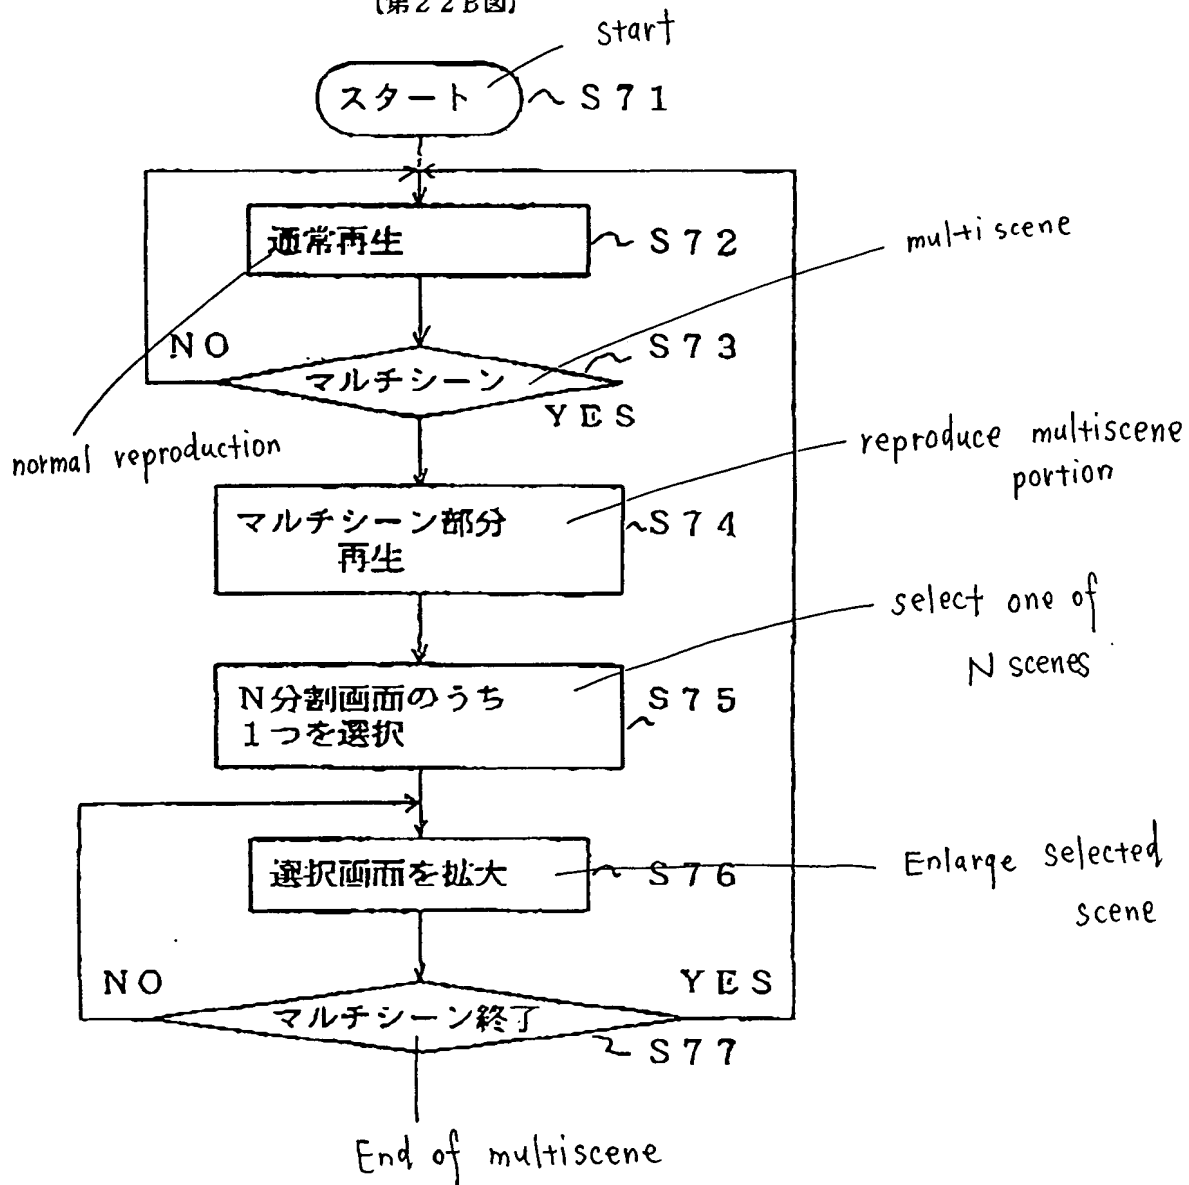 【第22B図】
start
スタート
S71
通常再生
S72
multiscene
NO
S73
マルチシーン
YES
normal reproduction
reproduce multiscene
portion
マルチシーン部分
再生
S74
select one of
N scenes
N分割画面のうち
1つを選択
S75
選択画面を拡大
S76
Enlarge selected
scene
NO
YES
マルチシーン終了
S77
End of multiscene